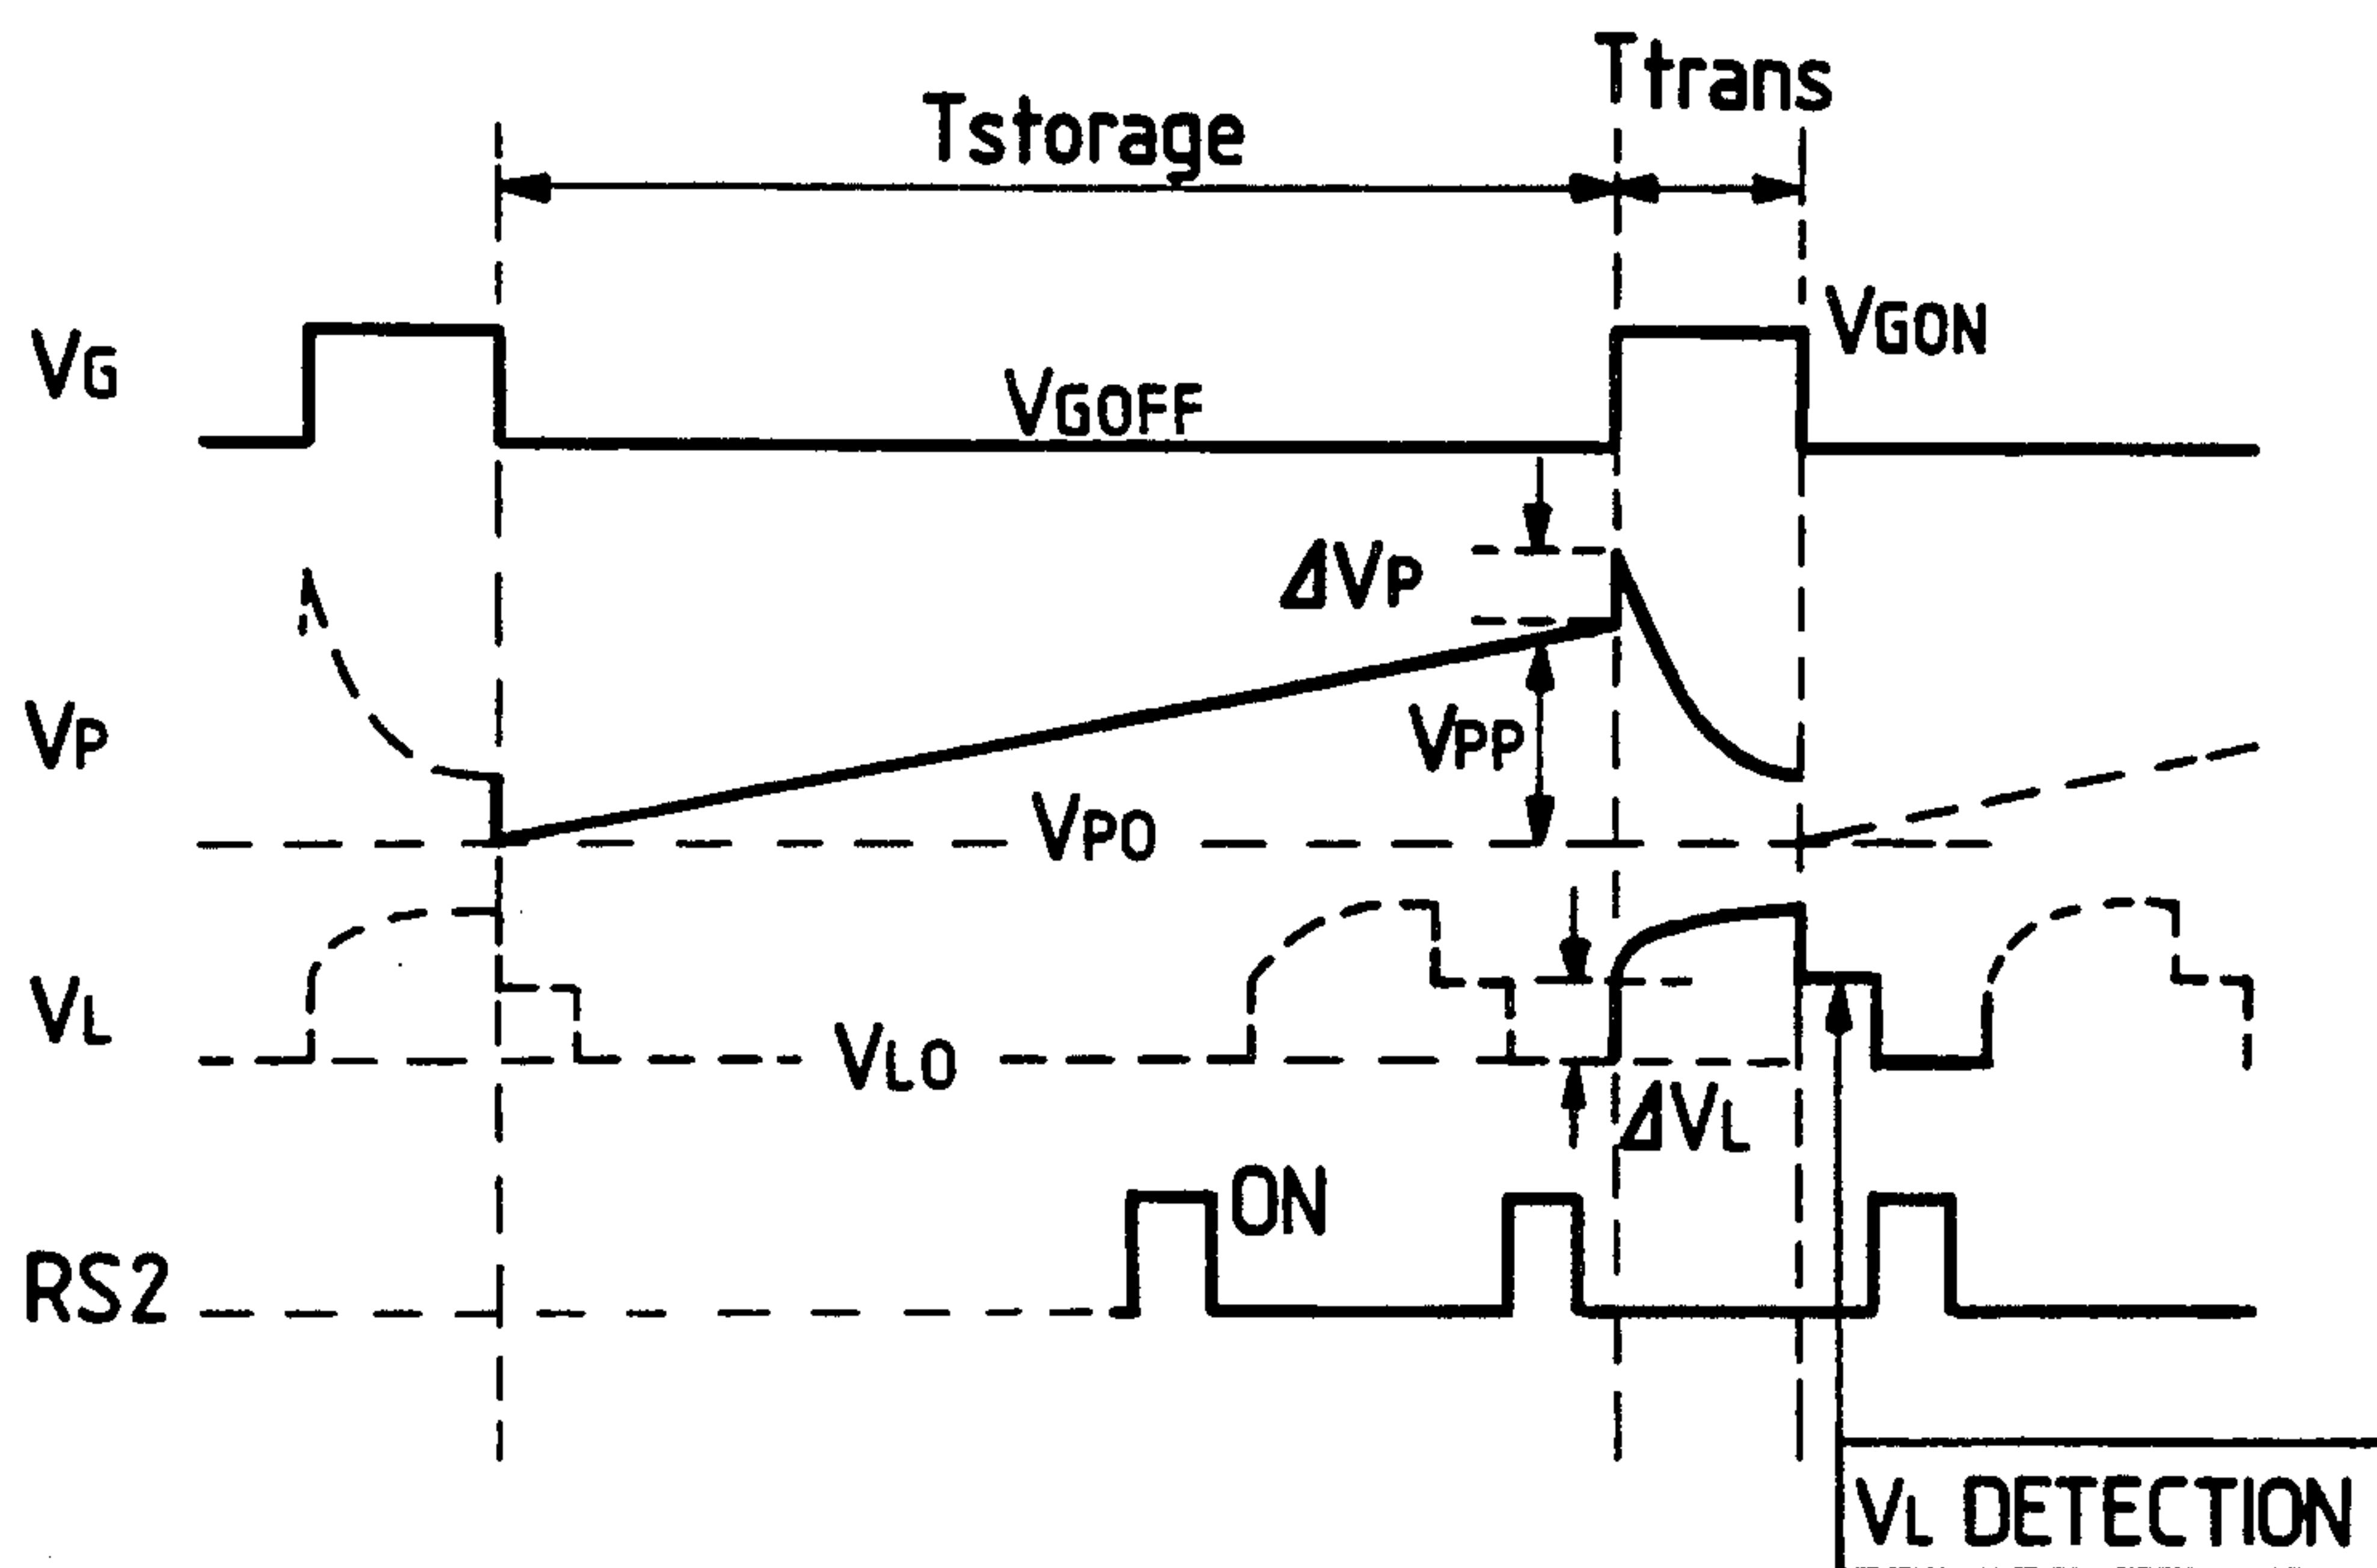 Ttrans
Tstorage
VGON
VG
VGOFF
ΔVP
VP
VPP
VPO
VL
VLO
ΔVL
ON
RS2
VL DETECTION